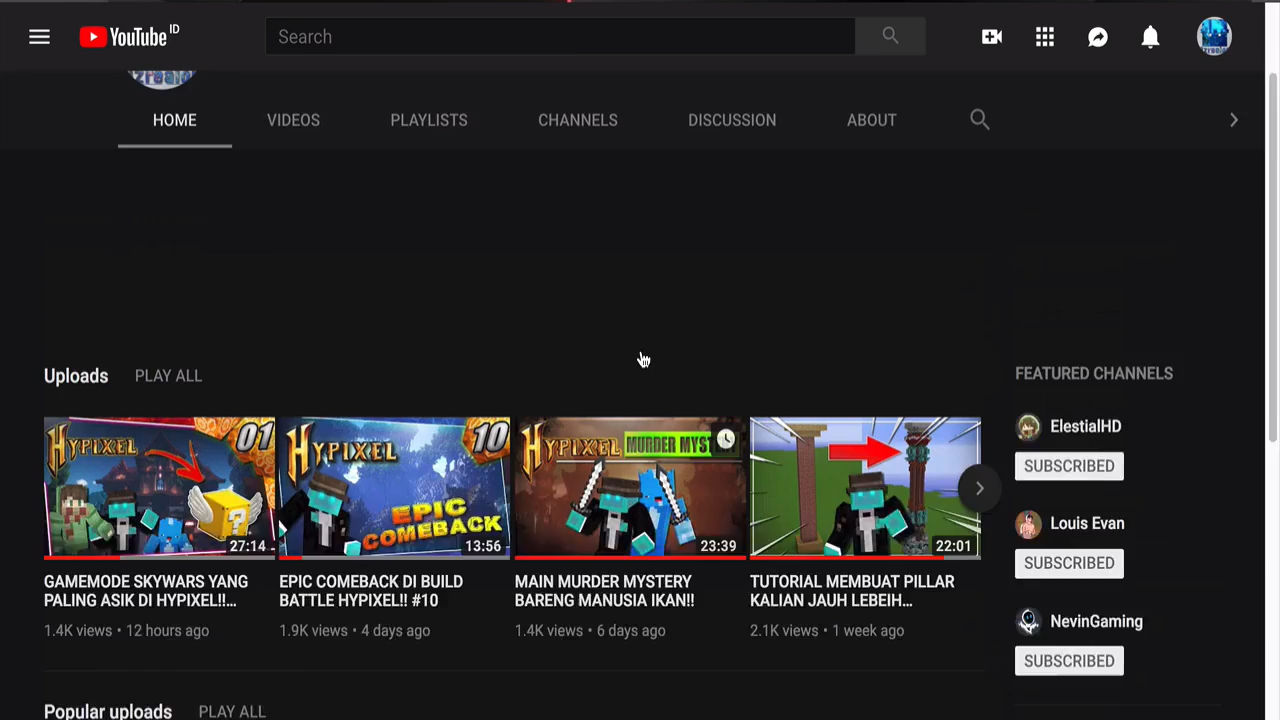 YouTube ID
Search
HOME VIDEOS PLAYLISTS CHANNELS DISCUSSION ABOUT
Uploads PLAY ALL
FEATURED CHANNELS
ElestialHD
SUBSCRIBED
Louis Evan
SUBSCRIBED
NevinGaming
SUBSCRIBED
HYPIXEL 01
27:14
HYPIXEL 10
EPIC
COMEBACK
13:56
HYPIXEL MURDER MYST
23:39
22:01
GAMEMODE SKYWARS YANG
PALING ASIK DI HYPIXEL!!...
1.4K views • 12 hours ago
EPIC COMEBACK DI BUILD
BATTLE HYPIXEL!! #10
1.9K views • 4 days ago
MAIN MURDER MYSTERY
BARENG MANUSIA IKAN!!
1.4K views • 6 days ago
TUTORIAL MEMBUAT PILLAR
KALIAN JAUH LEBEIH...
2.1K views • 1 week ago
Popular uploads PLAY ALL